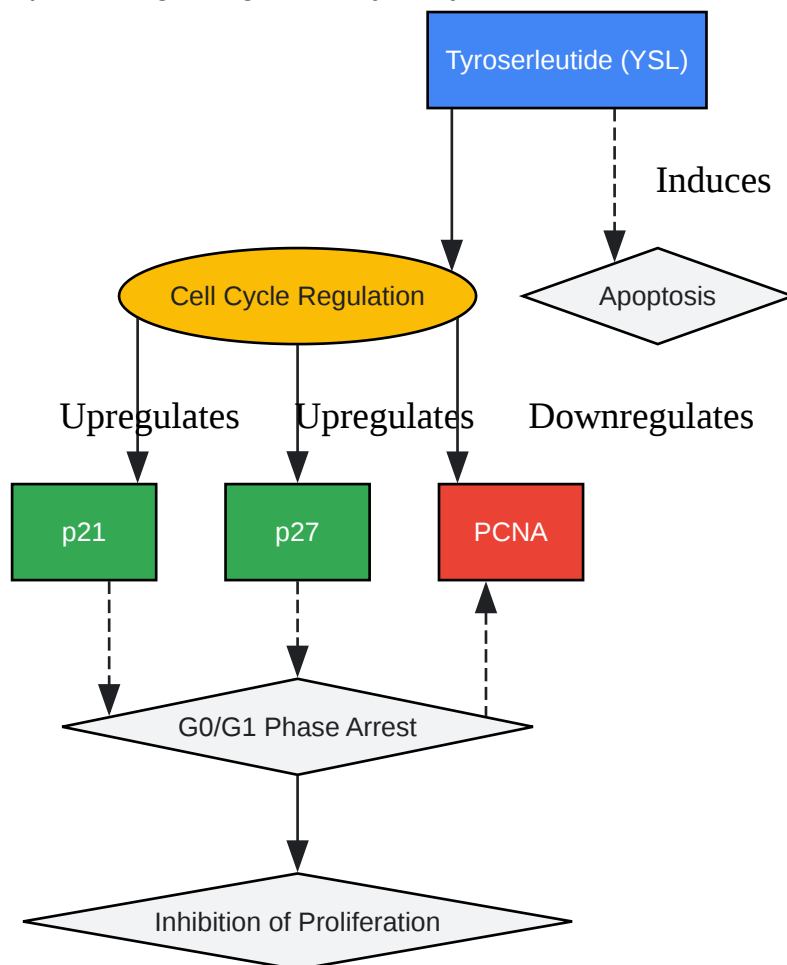 Tyroserleutide (YSL)
Induces
Cell Cycle Regulation
Apoptosis
Upregulates
Upregulates
Downregulates
p21
p27
PCNA
G0/G1 Phase Arrest
Inhibition of Proliferation